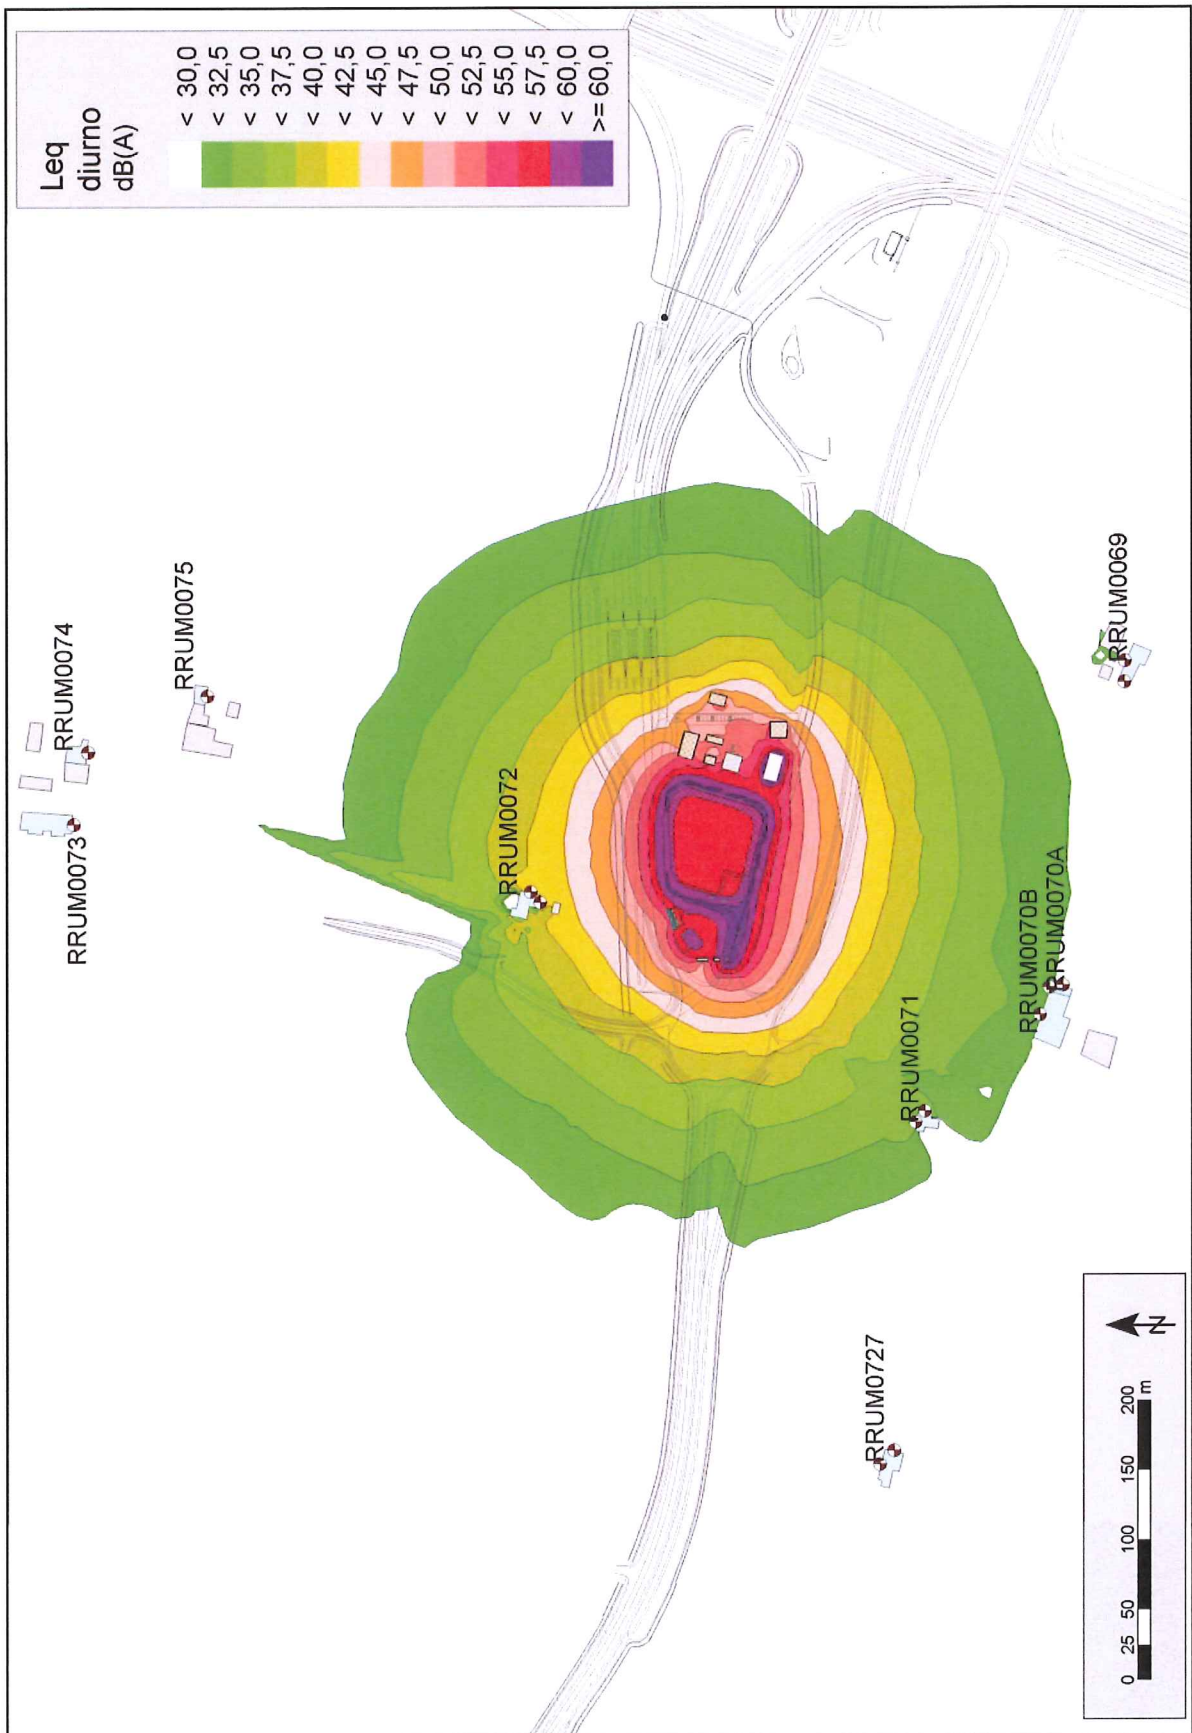 Leq
diurno
dB(A)
< 30,0
< 32,5
< 35,0
< 37,5
< 40,0
< 42,5
< 45,0
< 47,5
< 50,0
< 52,5
< 55,0
< 57,5
< 60,0
>= 60,0
RRUM0073
RRUM0074
RRUM0075
RRUM0072
RRUM0069
RRUM0070B
RRUM0070A
RRUM0071
RRUM0727
0 25 50 100 150 200
m
N